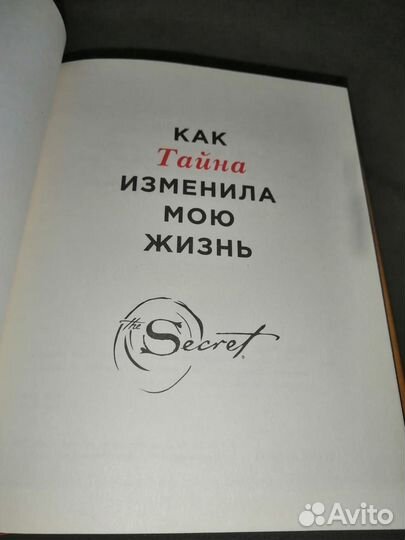 КАК
Тайна
ИЗМЕНИЛА
МОЮ
ЖИЗНЬ
the
Secret
Avito